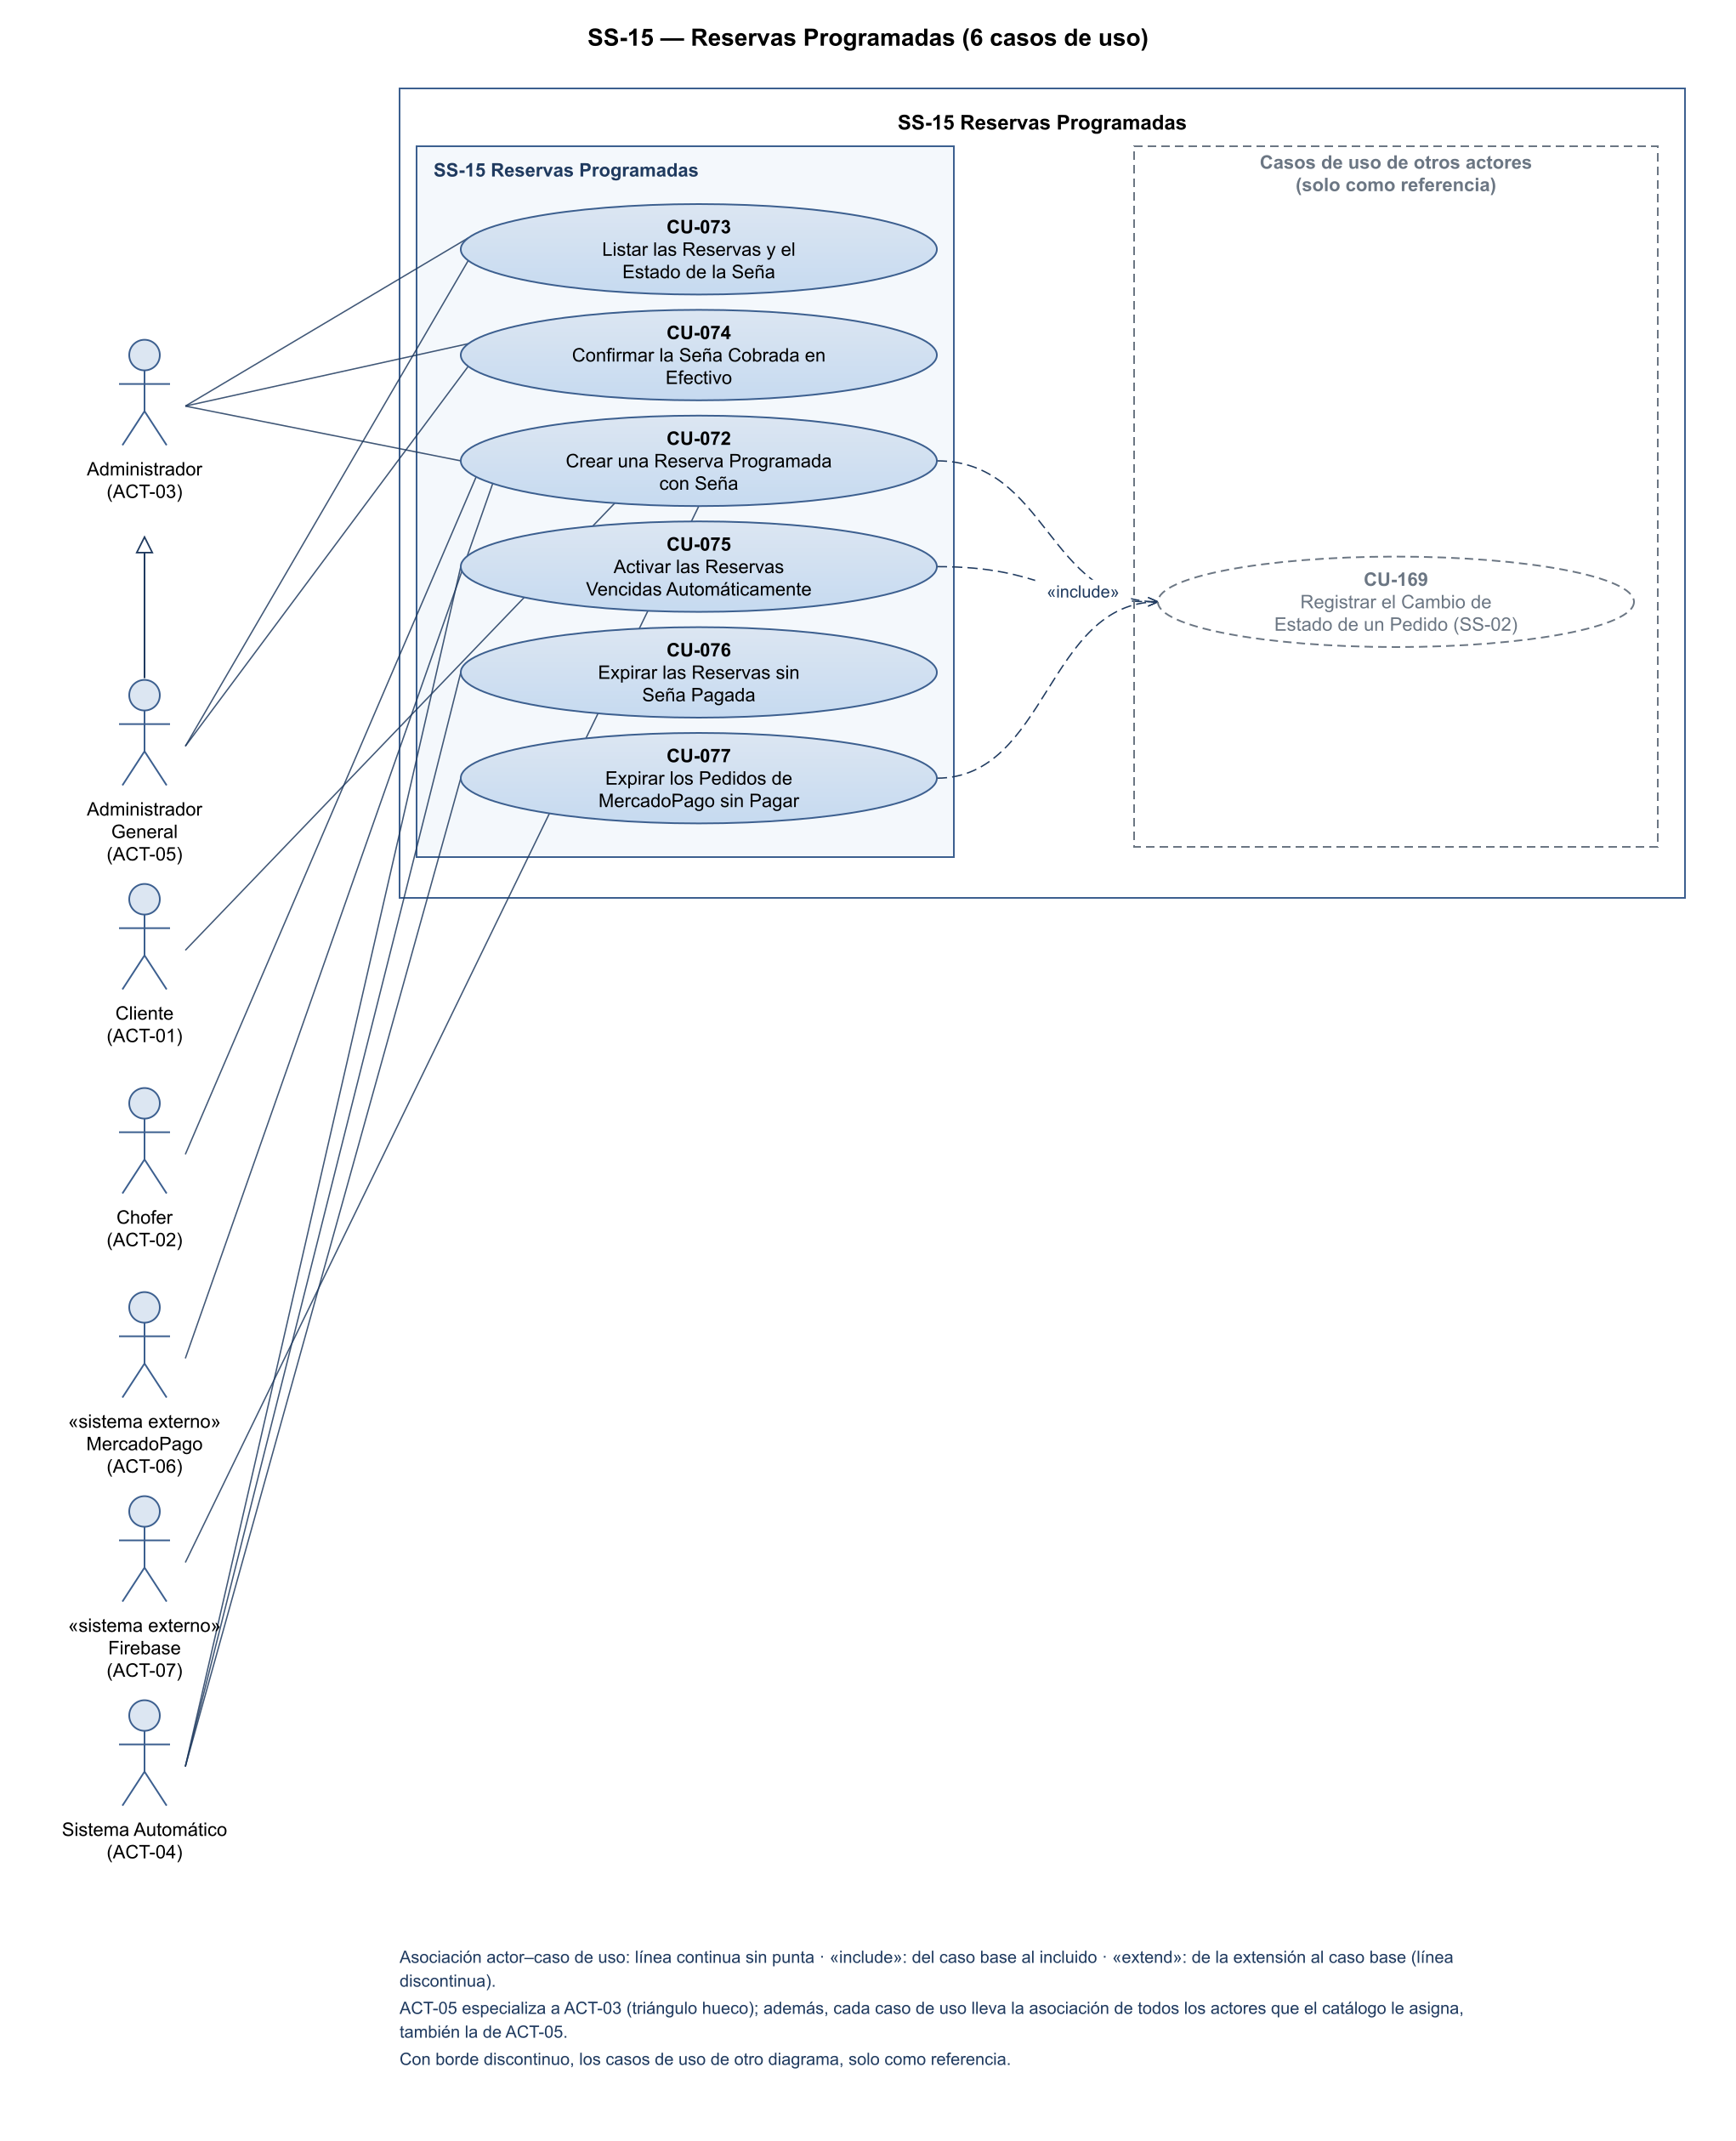 SS-15 — Reservas Programadas (6 casos de uso)
SS-15 Reservas Programadas
SS-15 Reservas Programadas
Casos de uso de otros actores
(solo como referencia)
CU-073
Listar las Reservas y el
Estado de la Seña
CU-074
Confirmar la Seña Cobrada en
Efectivo
CU-072
Crear una Reserva Programada
con Seña
CU-075
Activar las Reservas
Vencidas Automáticamente
CU-076
Expirar las Reservas sin
Seña Pagada
CU-077
Expirar los Pedidos de
MercadoPago sin Pagar
«include»
CU-169
Registrar el Cambio de
Estado de un Pedido (SS-02)
Administrador
(ACT-03)
Administrador
General
(ACT-05)
Cliente
(ACT-01)
Chofer
(ACT-02)
«sistema externo»
MercadoPago
(ACT-06)
«sistema externo»
Firebase
(ACT-07)
Sistema Automático
(ACT-04)
Asociación actor–caso de uso: línea continua sin punta · «include»: del caso base al incluido · «extend»: de la extensión al caso base (línea
discontinua).
ACT-05 especializa a ACT-03 (triángulo hueco); además, cada caso de uso lleva la asociación de todos los actores que el catálogo le asigna,
también la de ACT-05.
Con borde discontinuo, los casos de uso de otro diagrama, solo como referencia.